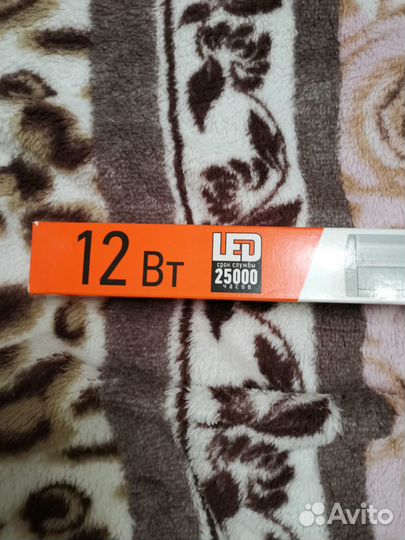 12 Вт
LED
срок службы
25000
часов
Avito